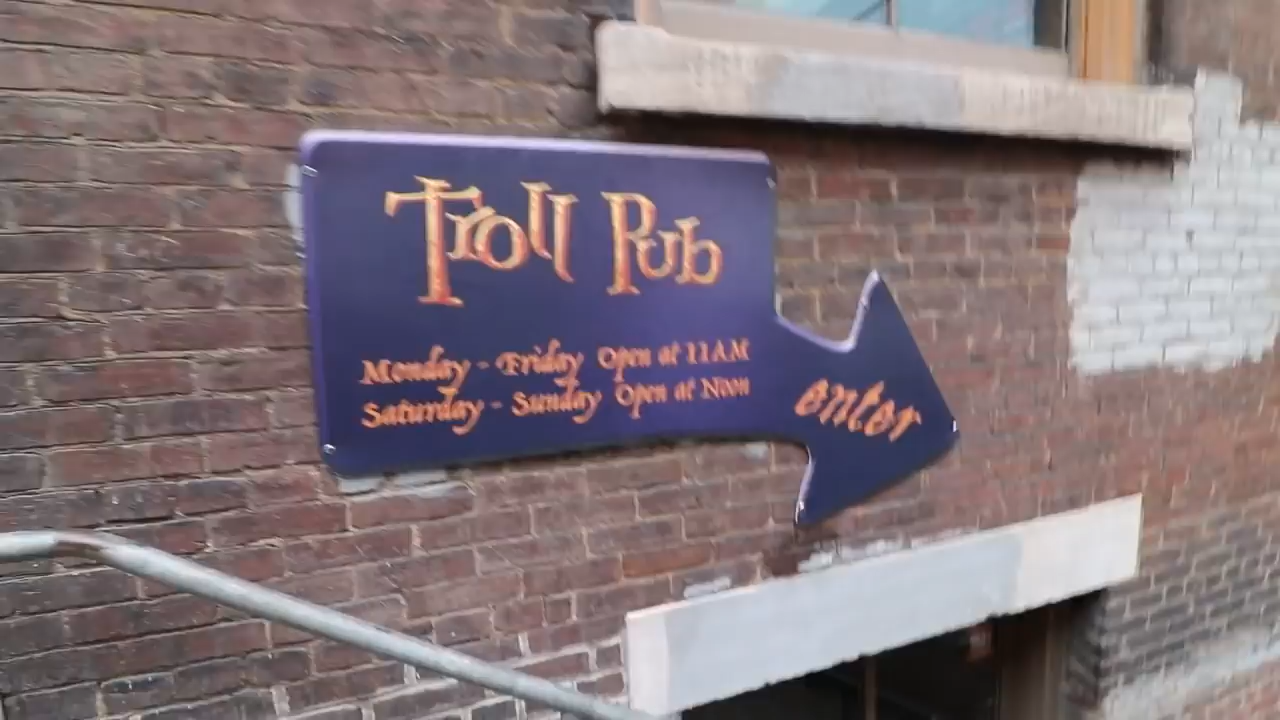 Troll Pub
Monday - Friday Open at 11AM
Saturday - Sunday Open at Noon
enter